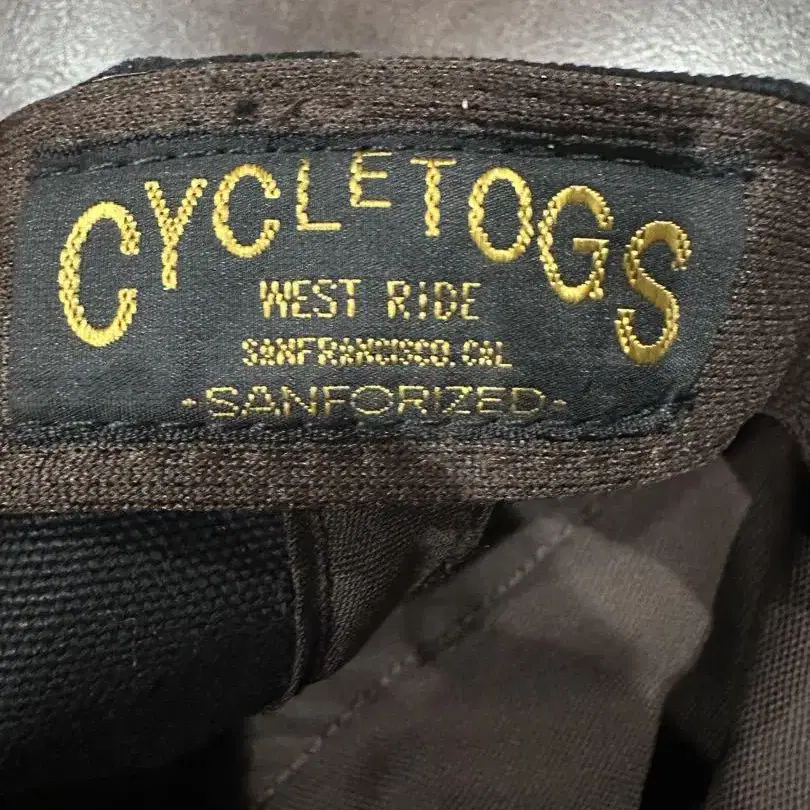 CYCLETOGS
WEST RIDE
SANFRANCISCO.CAL
-SANFORIZED-